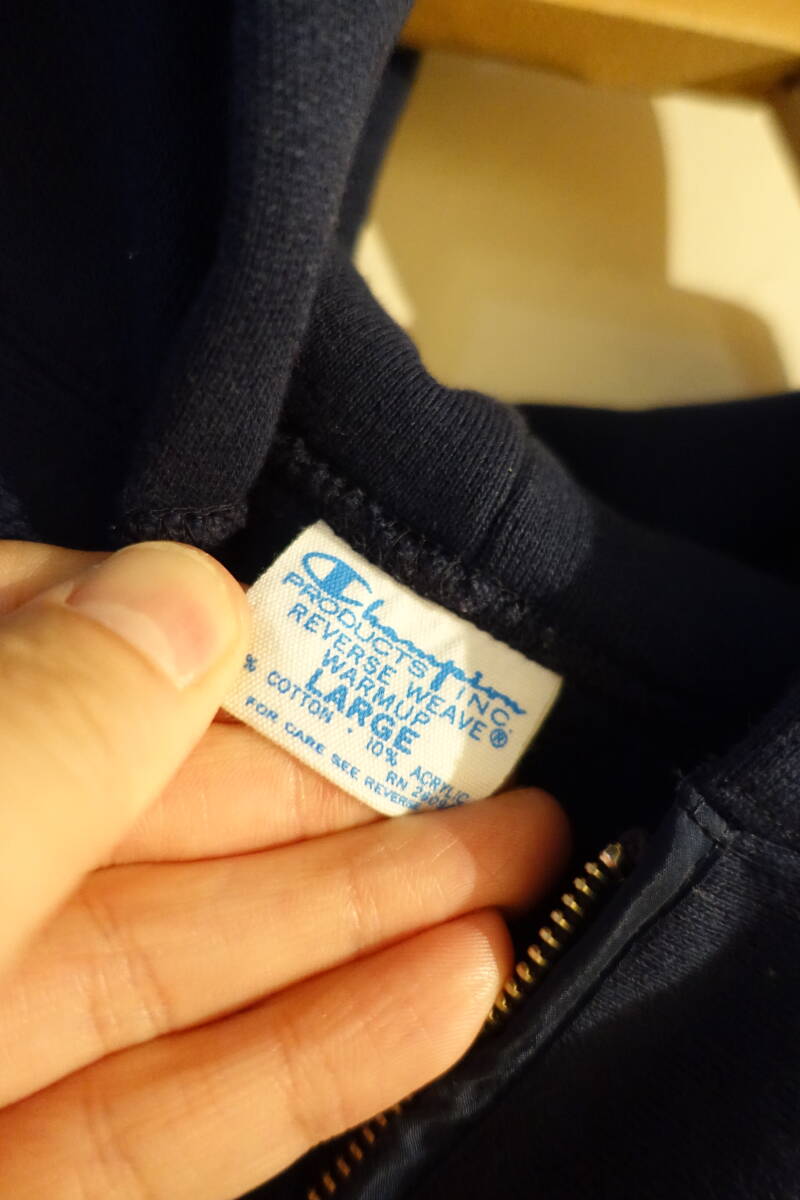 Champion
PRODUCTS INC.
REVERSE WEAVE ®
WARMUP
LARGE
% COTTON · 10% ACRYLIC
FOR CARE SEE REVERSE RN